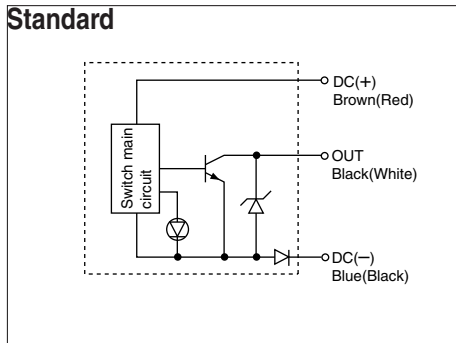 Standard
DC(+)
Brown(Red)
Switch main
circuit
OUT
Black(White)
DC(−)
Blue(Black)